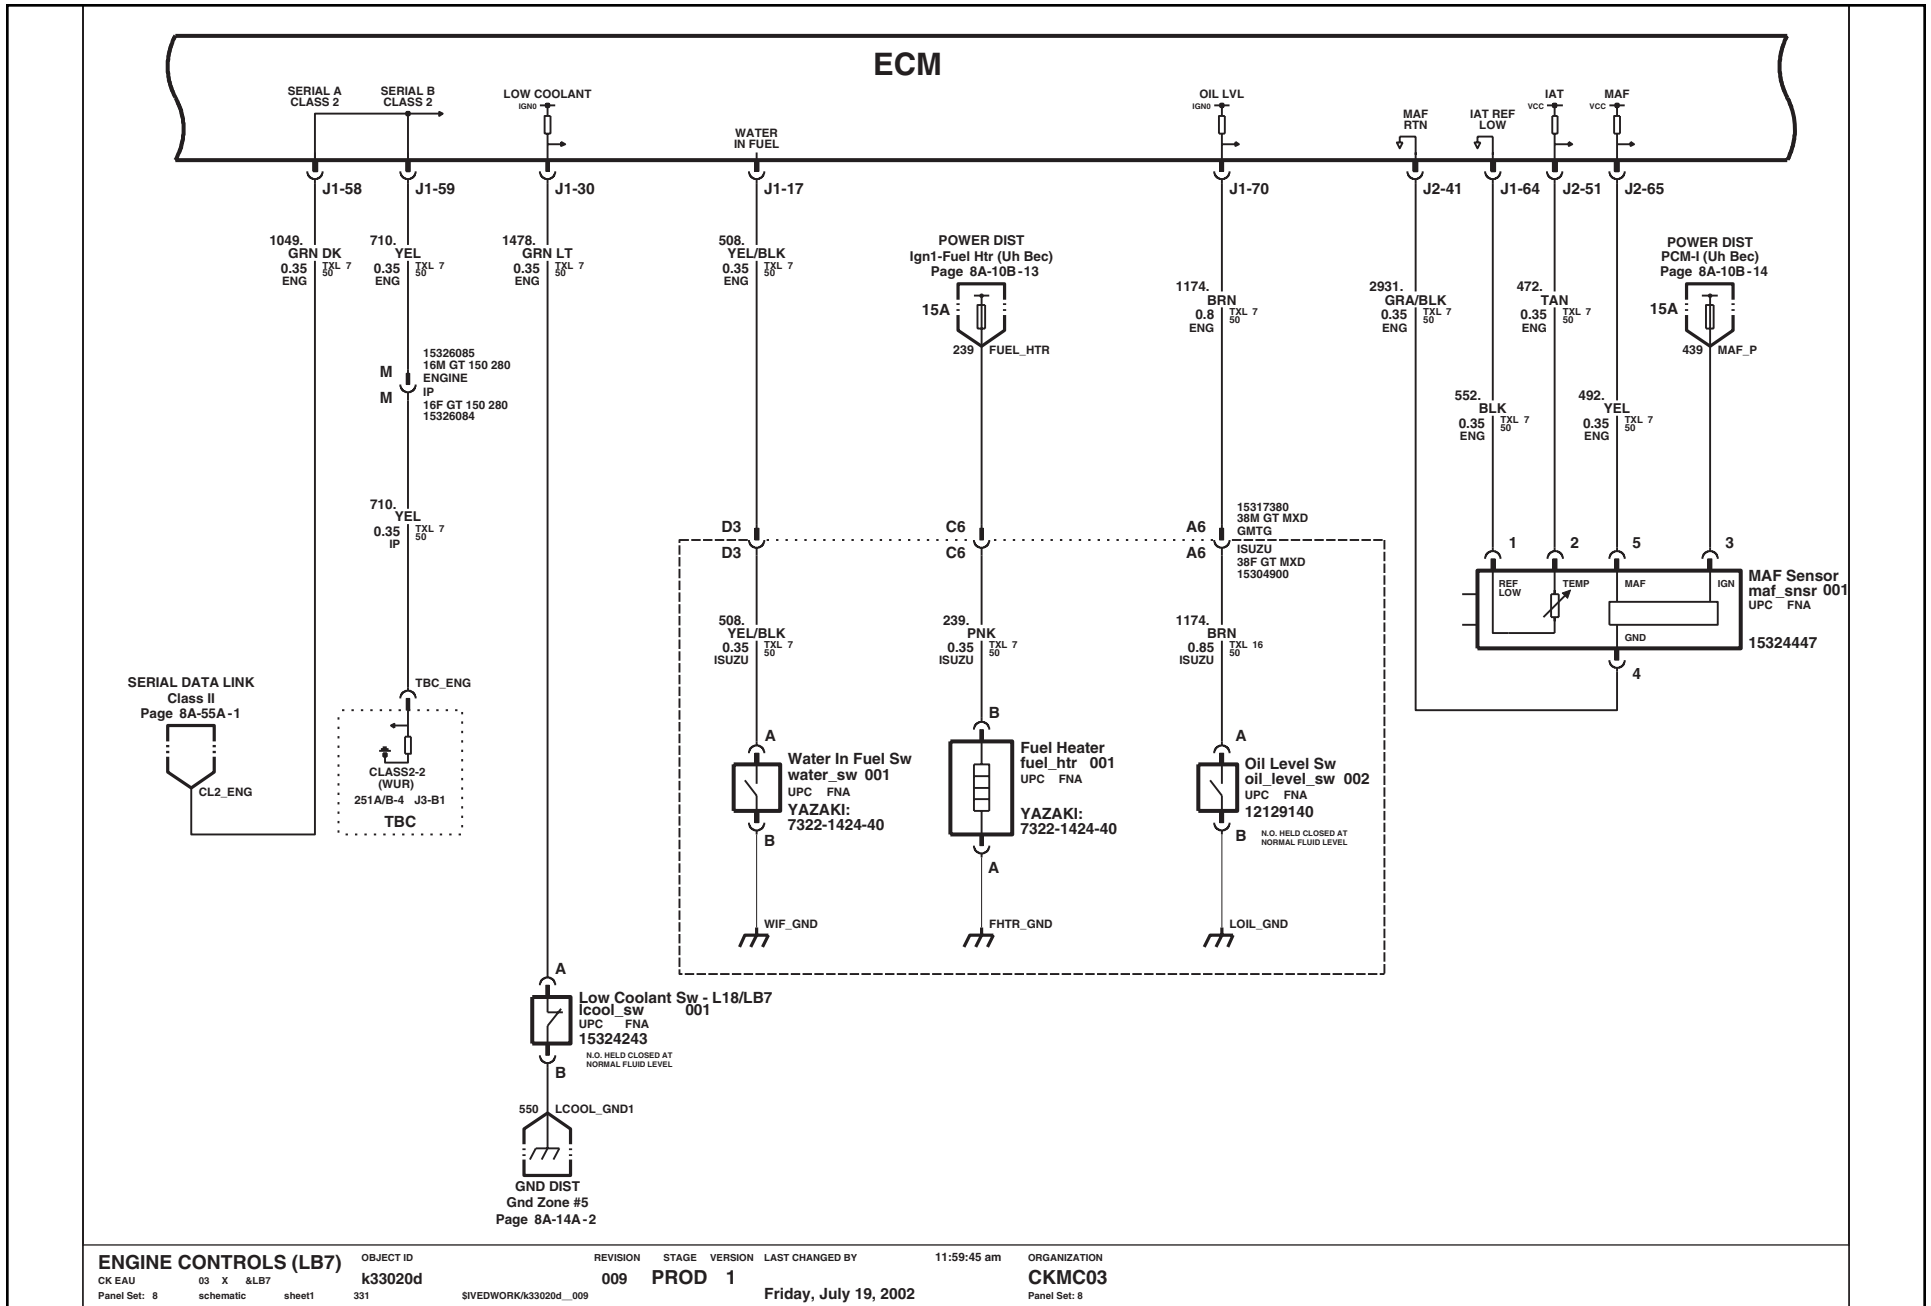 ECM
SERIAL A
CLASS 2
SERIAL B
CLASS 2
LOW COOLANT
IGN0
WATER
IN FUEL
OIL LVL
IGN0
MAF
RTN
IAT REF
LOW
IAT
VCC
MAF
VCC
J1-58
J1-59
J1-30
J1-17
J1-70
J2-41
J1-64
J2-51
J2-65
1049.
GRN DK
0.35 TXL 7
50
ENG
710.
YEL
0.35 TXL 7
50
ENG
1478.
GRN LT
0.35 TXL 7
50
ENG
508.
YEL/BLK
0.35 TXL 7
50
ENG
POWER DIST
Ign1-Fuel Htr (Uh Bec)
Page 8A-10B-13
15A
239 FUEL_HTR
1174.
BRN
0.8 TXL 7
50
ENG
2931.
GRA/BLK
0.35 TXL 7
50
ENG
472.
TAN
0.35 TXL 7
50
ENG
POWER DIST
PCM-I (Uh Bec)
Page 8A-10B-14
15A
439 MAF_P
M
M
15326085
16M GT 150 280
ENGINE
IP
16F GT 150 280
15326084
552.
BLK
0.35 TXL 7
50
ENG
492.
YEL
0.35 TXL 7
50
ENG
710.
YEL
0.35 TXL 7
50
IP
D3
D3
C6
C6
A6
A6
15317380
38M GT MXD
GMTG
ISUZU
38F GT MXD
15304900
1
2
5
3
REF
LOW
TEMP
MAF
IGN
GND
4
MAF Sensor
maf_snsr 001
UPC FNA
15324447
508.
YEL/BLK
0.35 TXL 7
50
ISUZU
239.
PNK
0.35 TXL 7
50
ISUZU
1174.
BRN
0.85 TXL 16
50
ISUZU
SERIAL DATA LINK
Class II
Page 8A-55A-1
CL2_ENG
TBC_ENG
CLASS2-2
(WUR)
251A/B-4 J3-B1
TBC
A
Water In Fuel Sw
water_sw 001
UPC FNA
YAZAKI:
7322-1424-40
B
WIF_GND
B
Fuel Heater
fuel_htr 001
UPC FNA
YAZAKI:
7322-1424-40
A
FHTR_GND
A
Oil Level Sw
oil_level_sw 002
UPC FNA
12129140
B
N.O. HELD CLOSED AT
NORMAL FLUID LEVEL
LOIL_GND
A
Low Coolant Sw - L18/LB7
lcool_sw 001
UPC FNA
15324243
N.O. HELD CLOSED AT
NORMAL FLUID LEVEL
B
550 LCOOL_GND1
GND DIST
Gnd Zone #5
Page 8A-14A-2
ENGINE CONTROLS (LB7) OBJECT ID REVISION STAGE VERSION LAST CHANGED BY 11:59:45 am ORGANIZATION
CK EAU 03 X &LB7 k33020d 009 PROD 1 CKMC03
Panel Set: 8 schematic sheet1 331 $IVEDWORK/k33020d__009 Friday, July 19, 2002 Panel Set: 8